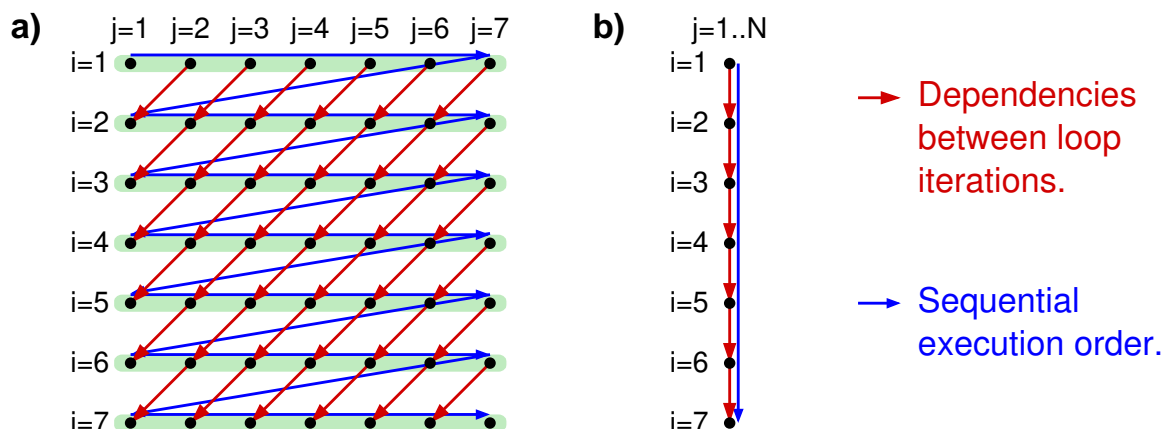 a)
j=1 j=2 j=3 j=4 j=5 j=6 j=7
i=1
i=2
i=3
i=4
i=5
i=6
i=7
b)
j=1..N
i=1
i=2
i=3
i=4
i=5
i=6
i=7
Dependencies
between loop
iterations.
Sequential
execution order.